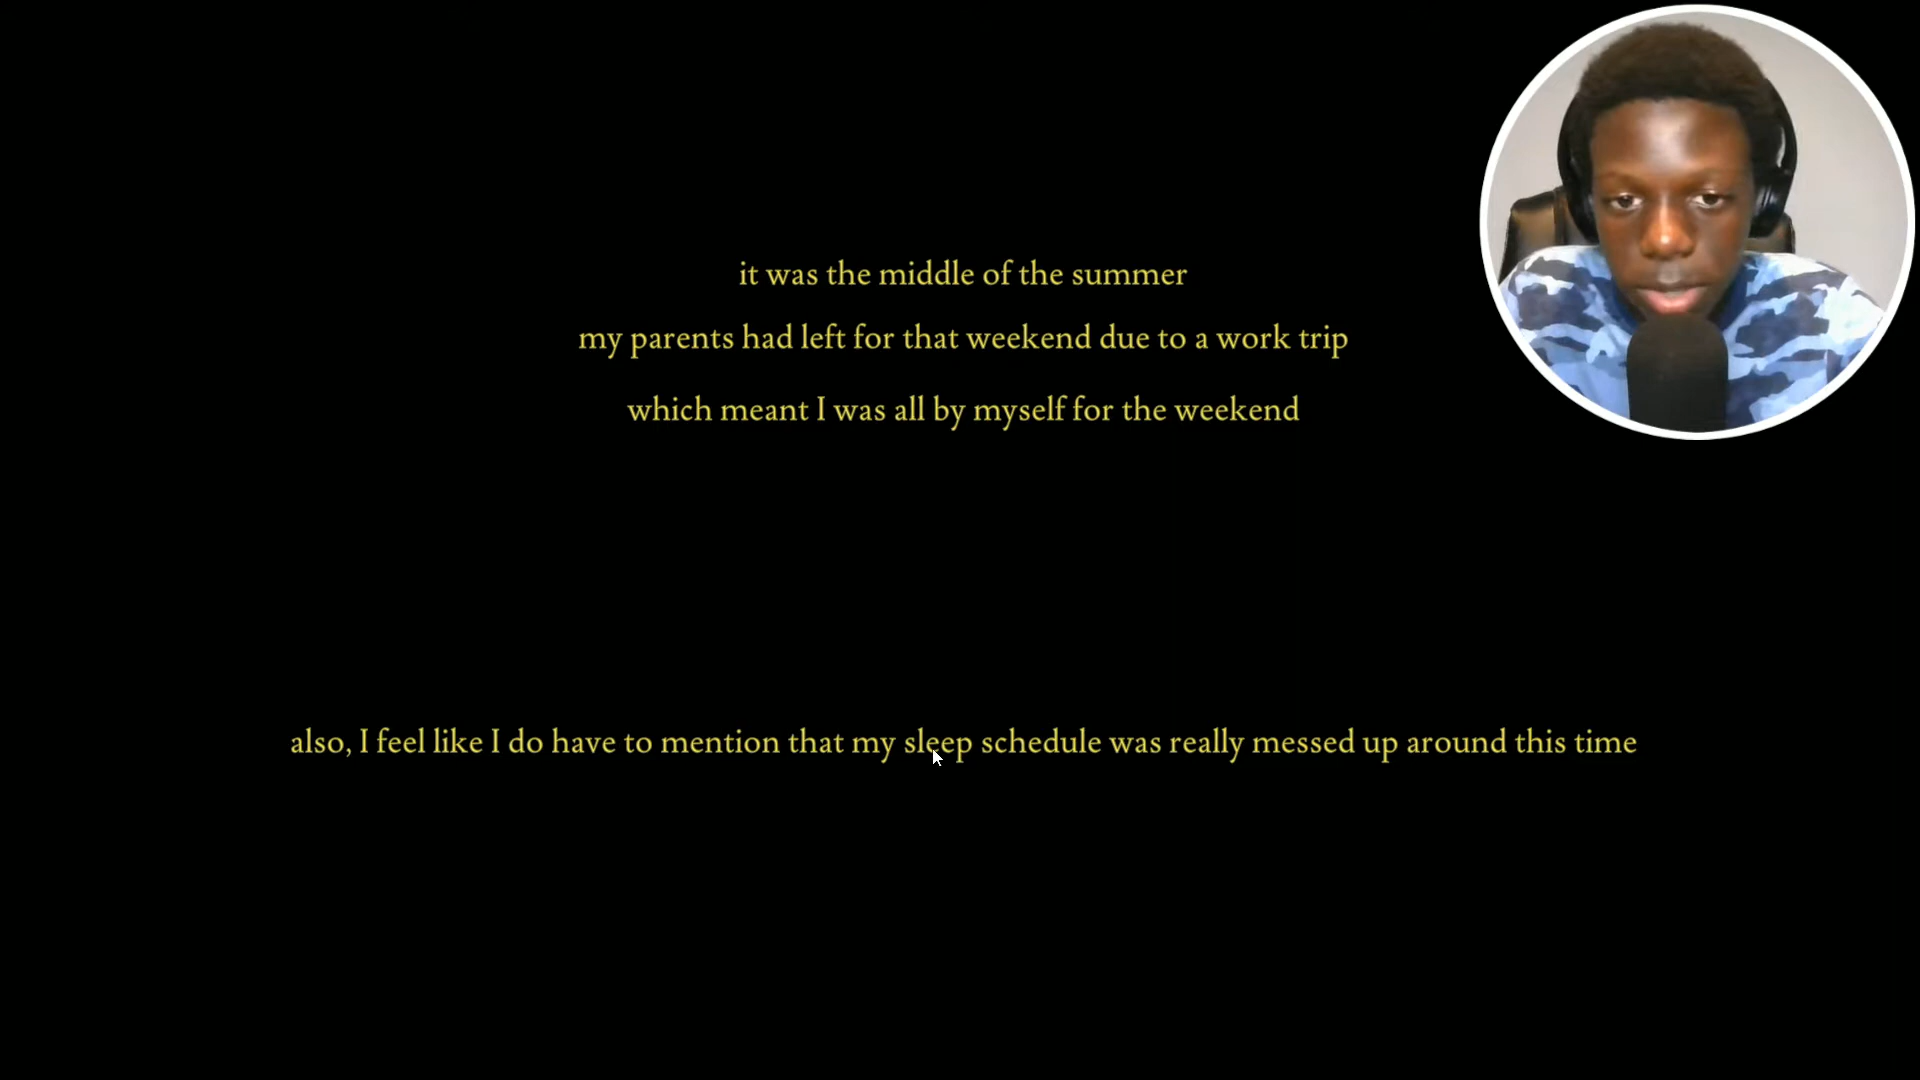 it was the middle of the summer
my parents had left for that weekend due to a work trip
which meant I was all by myself for the weekend
also, I feel like I do have to mention that my sleep schedule was really messed up around this time